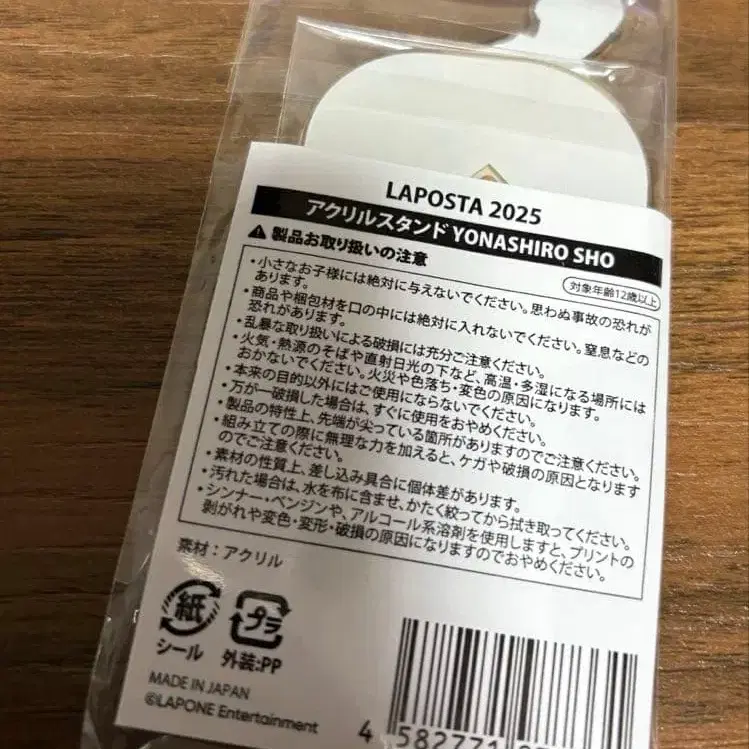 LAPOSTA 2025
アクリルスタンド YONASHIRO SHO
製品お取り扱いの注意
対象年齢12歳以上
・小さなお子様には絶対に与えないでください。思わぬ事故の恐れが
あります。
・商品や梱包材を口の中には絶対に入れないでください。窒息などの
恐れがあります。
・乱暴な取り扱いによる破損には充分ご注意ください。
・火気・熱源のそばや直射日光の下など、高温・多湿になる場所には
おかないでください。火災や色落ち・変色の原因になります。
・本来の目的以外にはご使用にならないでください。
・万が一破損した場合は、すぐに使用をおやめください。
・製品の特性上、先端が尖っている箇所がありますのでご注意ください。
・組み立ての際に無理な力を加えると、ケガや破損の原因となります
のでご注意ください。
・素材の性質上、差し込み具合に個体差があります。
・汚れた場合は、水を布に含ませ、かたく絞ってから拭き取ってください。
・シンナー・ベンジンや、アルコール系溶剤を使用しますと、プリントの
剥がれや変色・変形・破損の原因になりますのでおやめください。
素材：アクリル
紙 プラ
シール 外装:PP
MADE IN JAPAN
©LAPONE Entertainment
4 582771